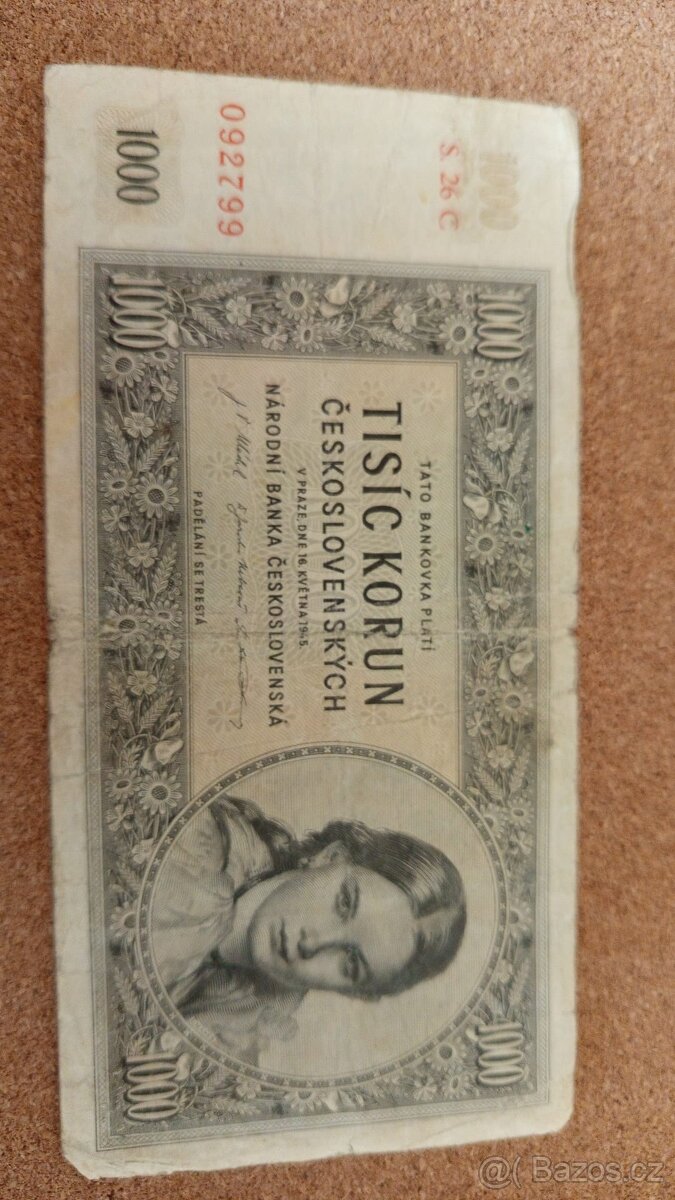 1000
S. 26 C
092799
1000
1000
1000
TATO BANKOVKA PLATÍ
TISÍC KORUN
ČESKOSLOVENSKÝCH
V PRAZE, DNE 16. KVĚTNA 1945.
NÁRODNÍ BANKA ČESKOSLOVENSKÁ
PADĚLÁNÍ SE TRESTÁ
1000
1000
@( Bazos.cz